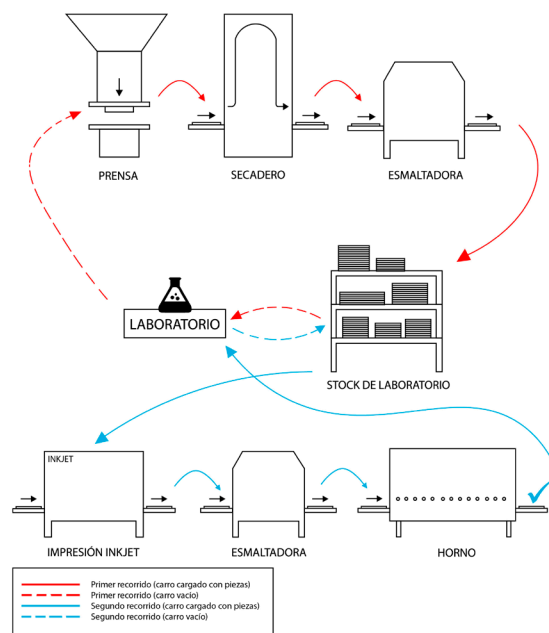 PRENSA
SECADERO
ESMALTADORA
LABORATORIO
STOCK DE LABORATORIO
INKJET
IMPRESIÓN INKJET
ESMALTADORA
HORNO
Primer recorrido (carro cargado con piezas)
Primer recorrido (carro vacio)
Segundo recorrido (carro cargado con piezas)
Segundo recorrido (carro vacío)